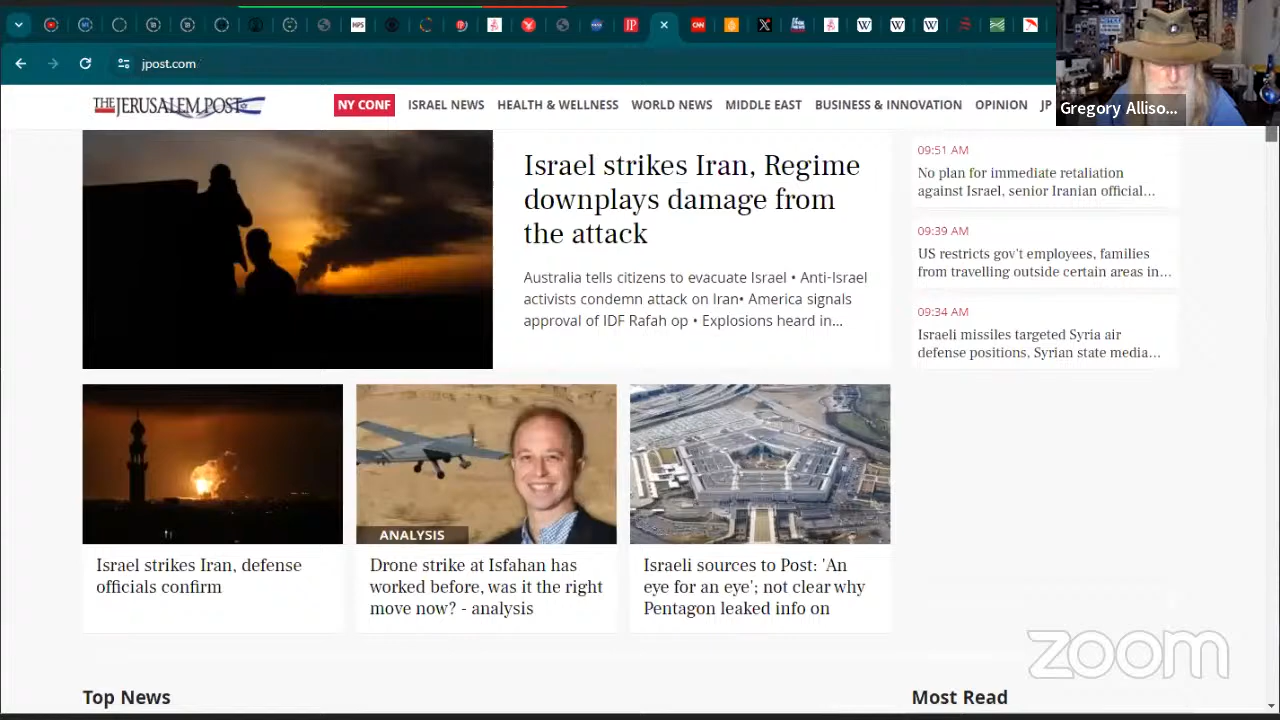 jpost.com
THE JERUSALEM POST
NY CONF
ISRAEL NEWS
HEALTH & WELLNESS
WORLD NEWS
MIDDLE EAST
BUSINESS & INNOVATION
OPINION
JP
Gregory Alliso...
Israel strikes Iran, Regime
downplays damage from
the attack
Australia tells citizens to evacuate Israel • Anti-Israel
activists condemn attack on Iran• America signals
approval of IDF Rafah op • Explosions heard in...
09:51 AM
No plan for immediate retaliation
against Israel, senior Iranian official...
09:39 AM
US restricts gov't employees, families
from travelling outside certain areas in...
09:34 AM
Israeli missiles targeted Syria air
defense positions, Syrian state media...
Israel strikes Iran, defense
officials confirm
ANALYSIS
Drone strike at Isfahan has
worked before, was it the right
move now? - analysis
Israeli sources to Post: 'An
eye for an eye'; not clear why
Pentagon leaked info on
zoom
Top News
Most Read